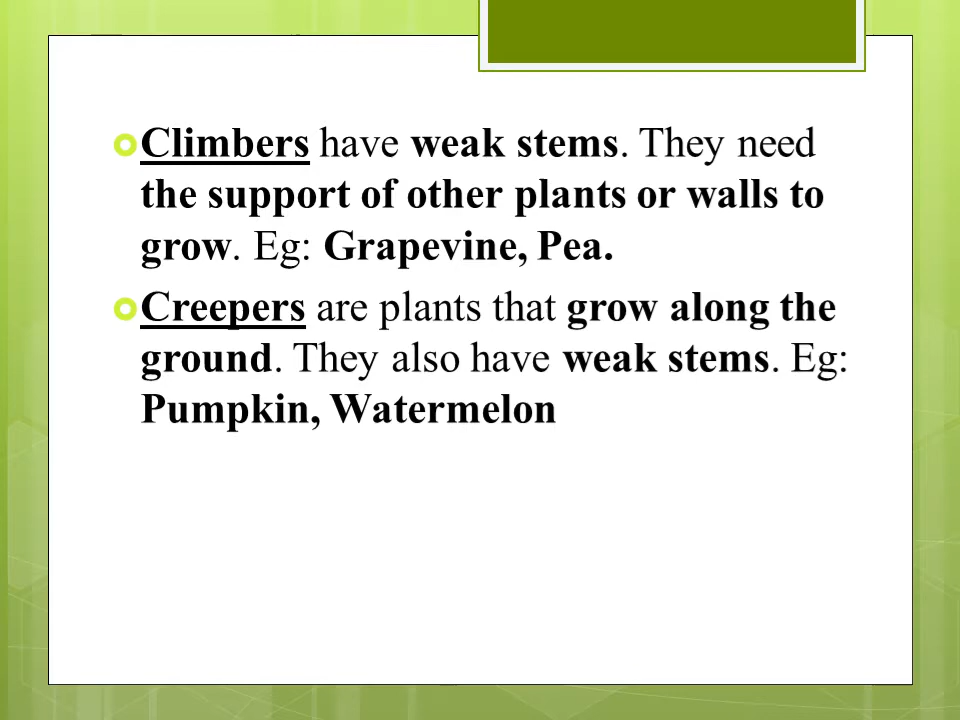 Climbers have weak stems. They need
the support of other plants or walls to
grow. Eg: Grapevine, Pea.
Creepers are plants that grow along the
ground. They also have weak stems. Eg:
Pumpkin, Watermelon